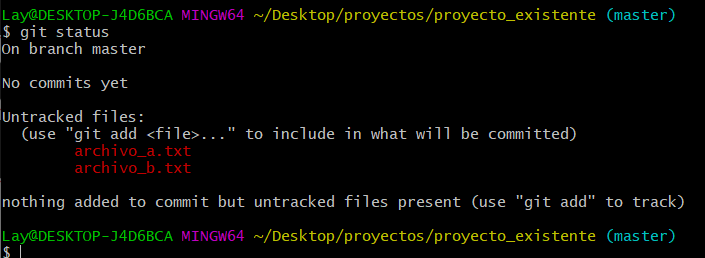 Lay@DESKTOP-J4D6BCA MINGW64 ~/Desktop/proyectos/proyecto_existente (master)
$ git status
On branch master

No commits yet

Untracked files:
  (use "git add <file>..." to include in what will be committed)
        archivo_a.txt
        archivo_b.txt

nothing added to commit but untracked files present (use "git add" to track)

Lay@DESKTOP-J4D6BCA MINGW64 ~/Desktop/proyectos/proyecto_existente (master)
$